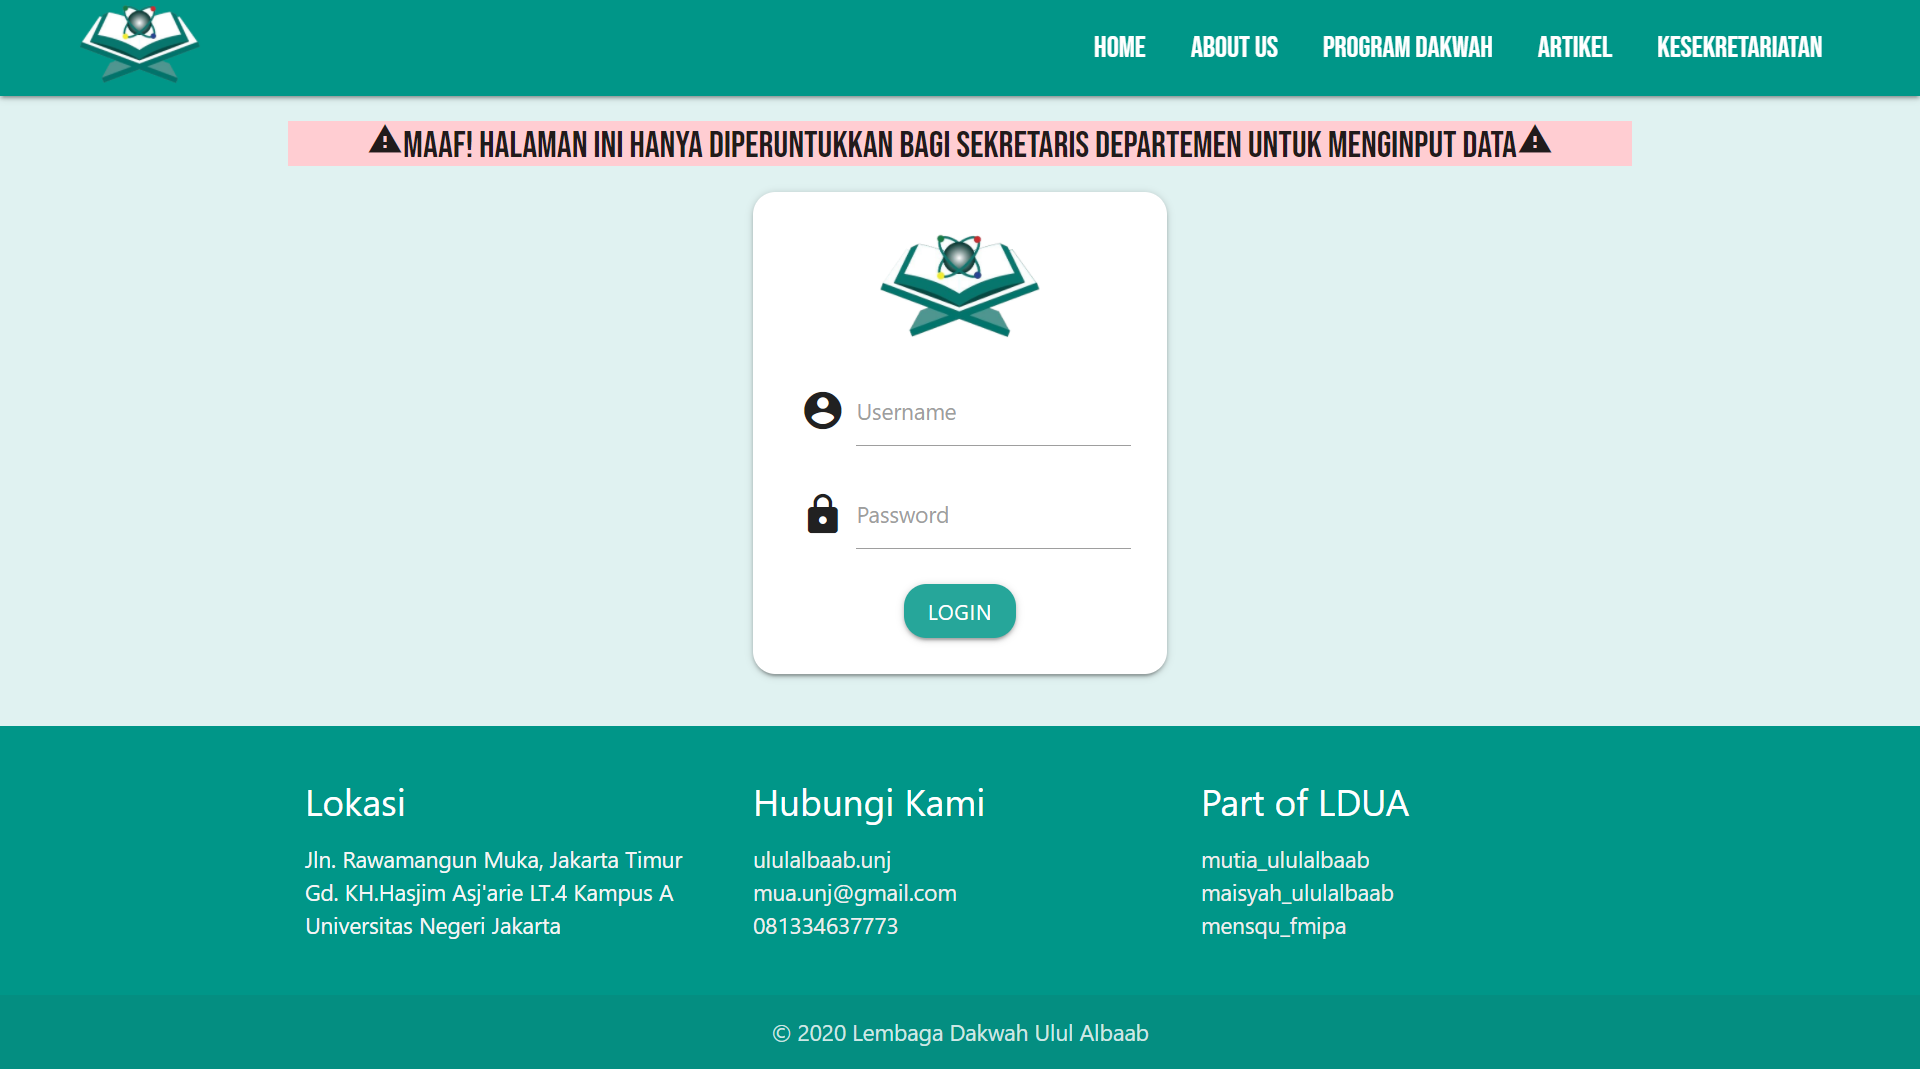 HOME ABOUT US PROGRAM DAKWAH ARTIKEL KESEKRETARIATAN
MAAF! HALAMAN INI HANYA DIPERUNTUKKAN BAGI SEKRETARIS DEPARTEMEN UNTUK MENGINPUT DATA
Username
Password
LOGIN
Lokasi
Jln. Rawamangun Muka, Jakarta Timur
Gd. KH.Hasjim Asj'arie LT.4 Kampus A
Universitas Negeri Jakarta
Hubungi Kami
ululalbaab.unj
mua.unj@gmail.com
081334637773
Part of LDUA
mutia_ululalbaab
maisyah_ululalbaab
mensqu_fmipa
© 2020 Lembaga Dakwah Ulul Albaab